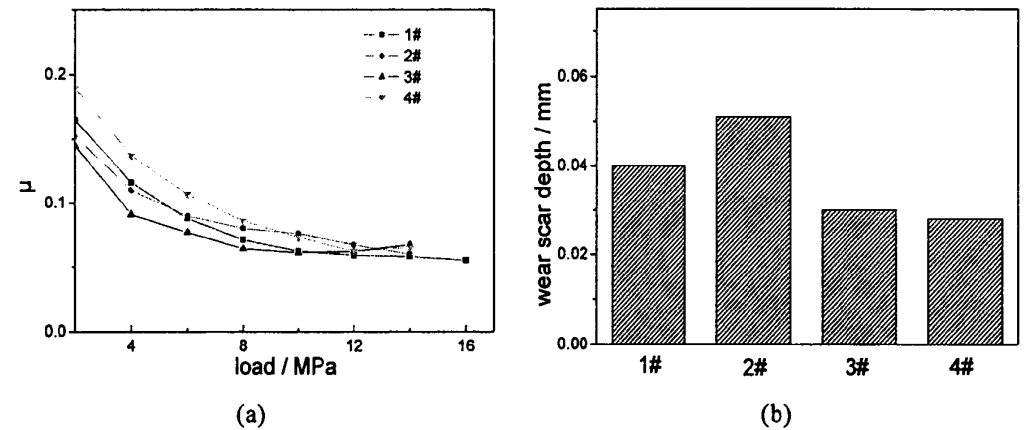 1#
2#
3#
4#
0.2
0.1
0.0
μ
4 8 12 16
load / MPa
(a)
0.06
0.04
0.02
0.00
wear scar depth / mm
1# 2# 3# 4#
(b)